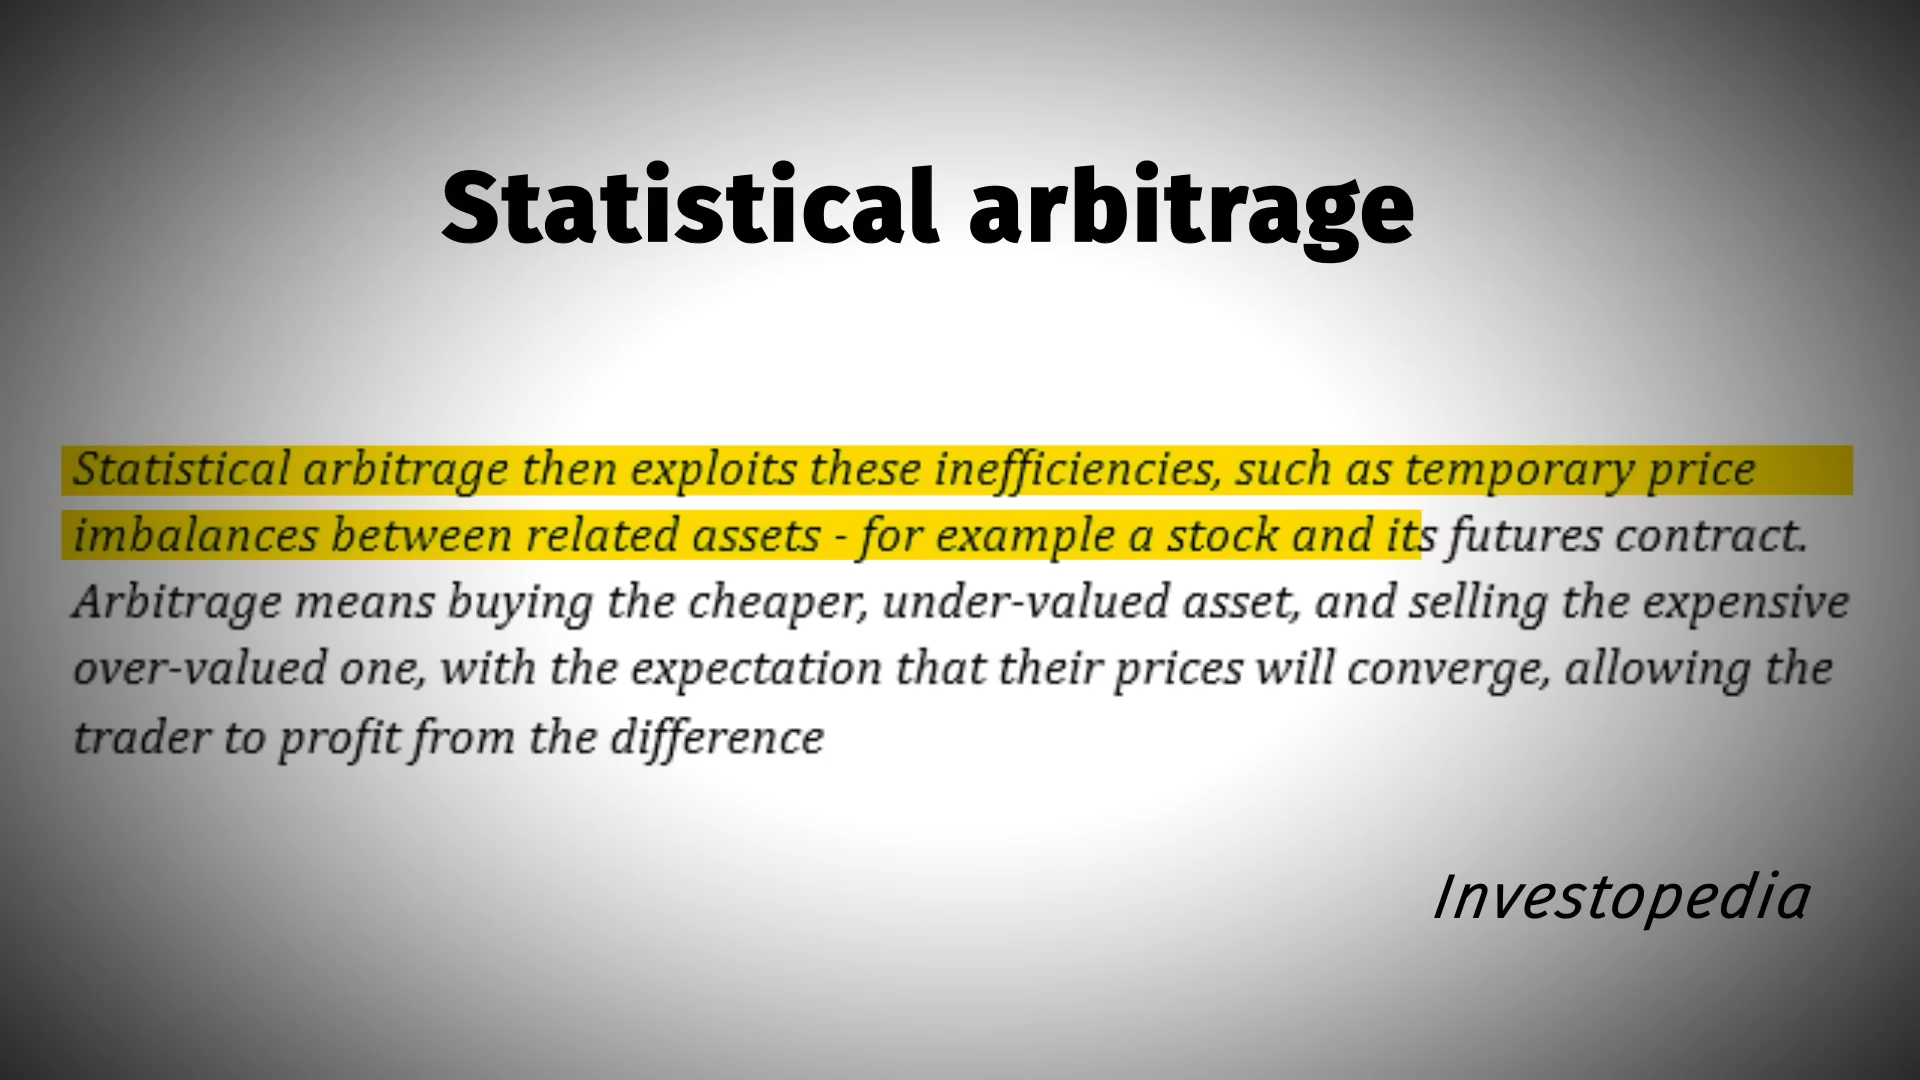 Statistical arbitrage
Statistical arbitrage then exploits these inefficiencies, such as temporary price
imbalances between related assets - for example a stock and its futures contract.
Arbitrage means buying the cheaper, under-valued asset, and selling the expensive
over-valued one, with the expectation that their prices will converge, allowing the
trader to profit from the difference
Investopedia